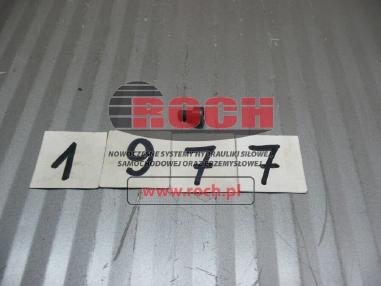 ROCH
NOWOCZESNE SYSTEMY HYDRAULIKI SIŁOWEJ
SAMOCHODOWEJ ORAZ PRZEMYSŁOWEJ
1 9 7 7
www.roch.pl